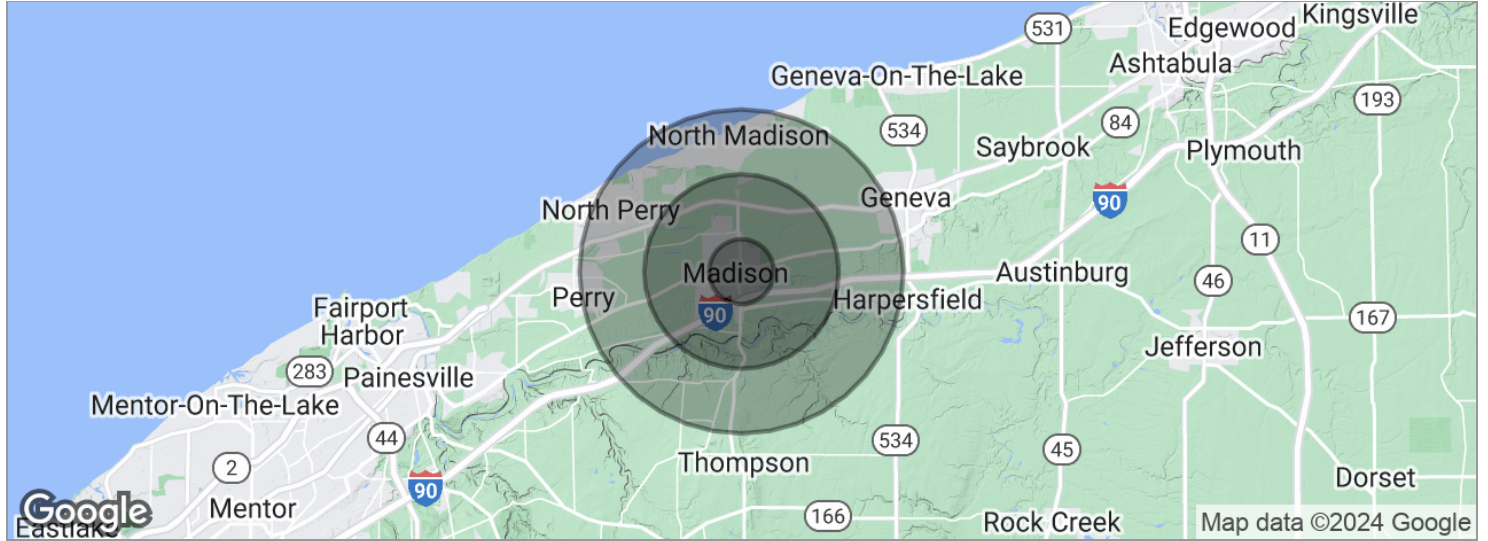 Kingsville
531
Edgewood
Ashtabula
Geneva-On-The-Lake
193
84
534
North Madison
Saybrook
Plymouth
Geneva
90
North Perry
11
Madison
Austinburg
46
Perry
Harpersfield
Fairport
Harbor
90
167
Jefferson
283
Painesville
Mentor-On-The-Lake
44
534
45
Thompson
2
Dorset
90
Mentor
166
Rock Creek
Google
Eastlake
Map data ©2024 Google